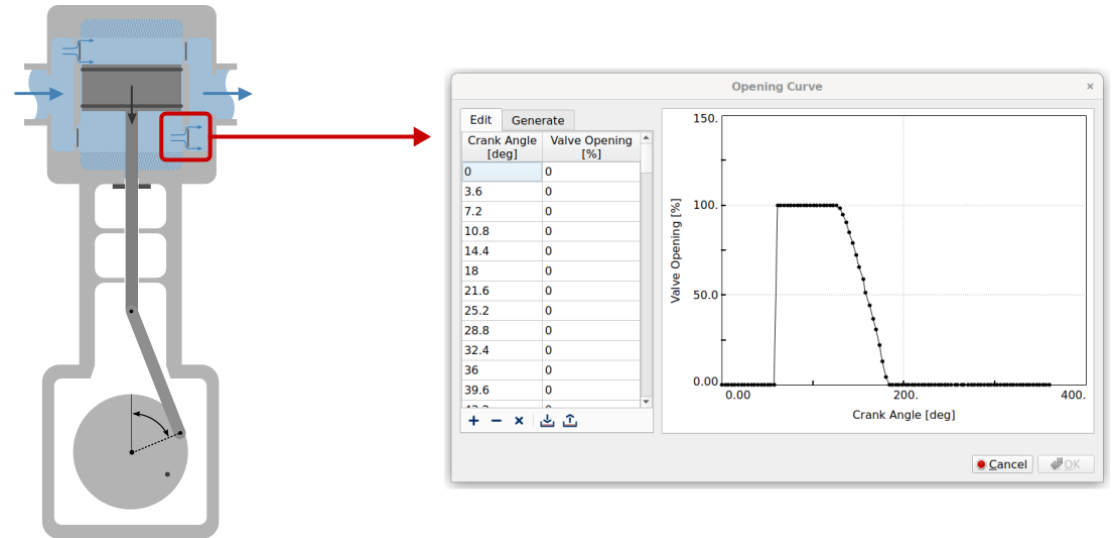 Opening Curve
×
Edit Generate
Crank Angle [deg] Valve Opening [%]
0 0
3.6 0
7.2 0
10.8 0
14.4 0
18 0
21.6 0
25.2 0
28.8 0
32.4 0
36 0
39.6 0
43.2 0
Valve Opening [%]
150.
100.
50.0
0.00
0.00 200. 400.
Crank Angle [deg]
Cancel OK